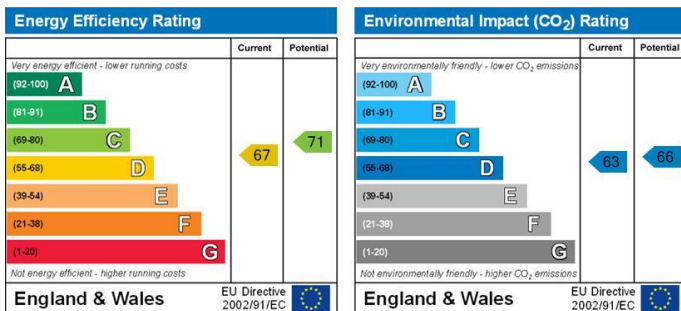 Energy Efficiency Rating
Current Potential
Very energy efficient - lower running costs
(92-100) A
(81-91) B
(69-80) C
(55-68) D
(39-54) E
(21-38) F
(1-20) G
67
71
Not energy efficient - higher running costs
England & Wales
EU Directive
2002/91/EC
Environmental Impact (CO2) Rating
Current Potential
Very environmentally friendly - lower CO2 emissions
(92-100) A
(81-91) B
(69-80) C
(55-68) D
(39-54) E
(21-38) F
(1-20) G
63
66
Not environmentally friendly - higher CO2 emissions
England & Wales
EU Directive
2002/91/EC